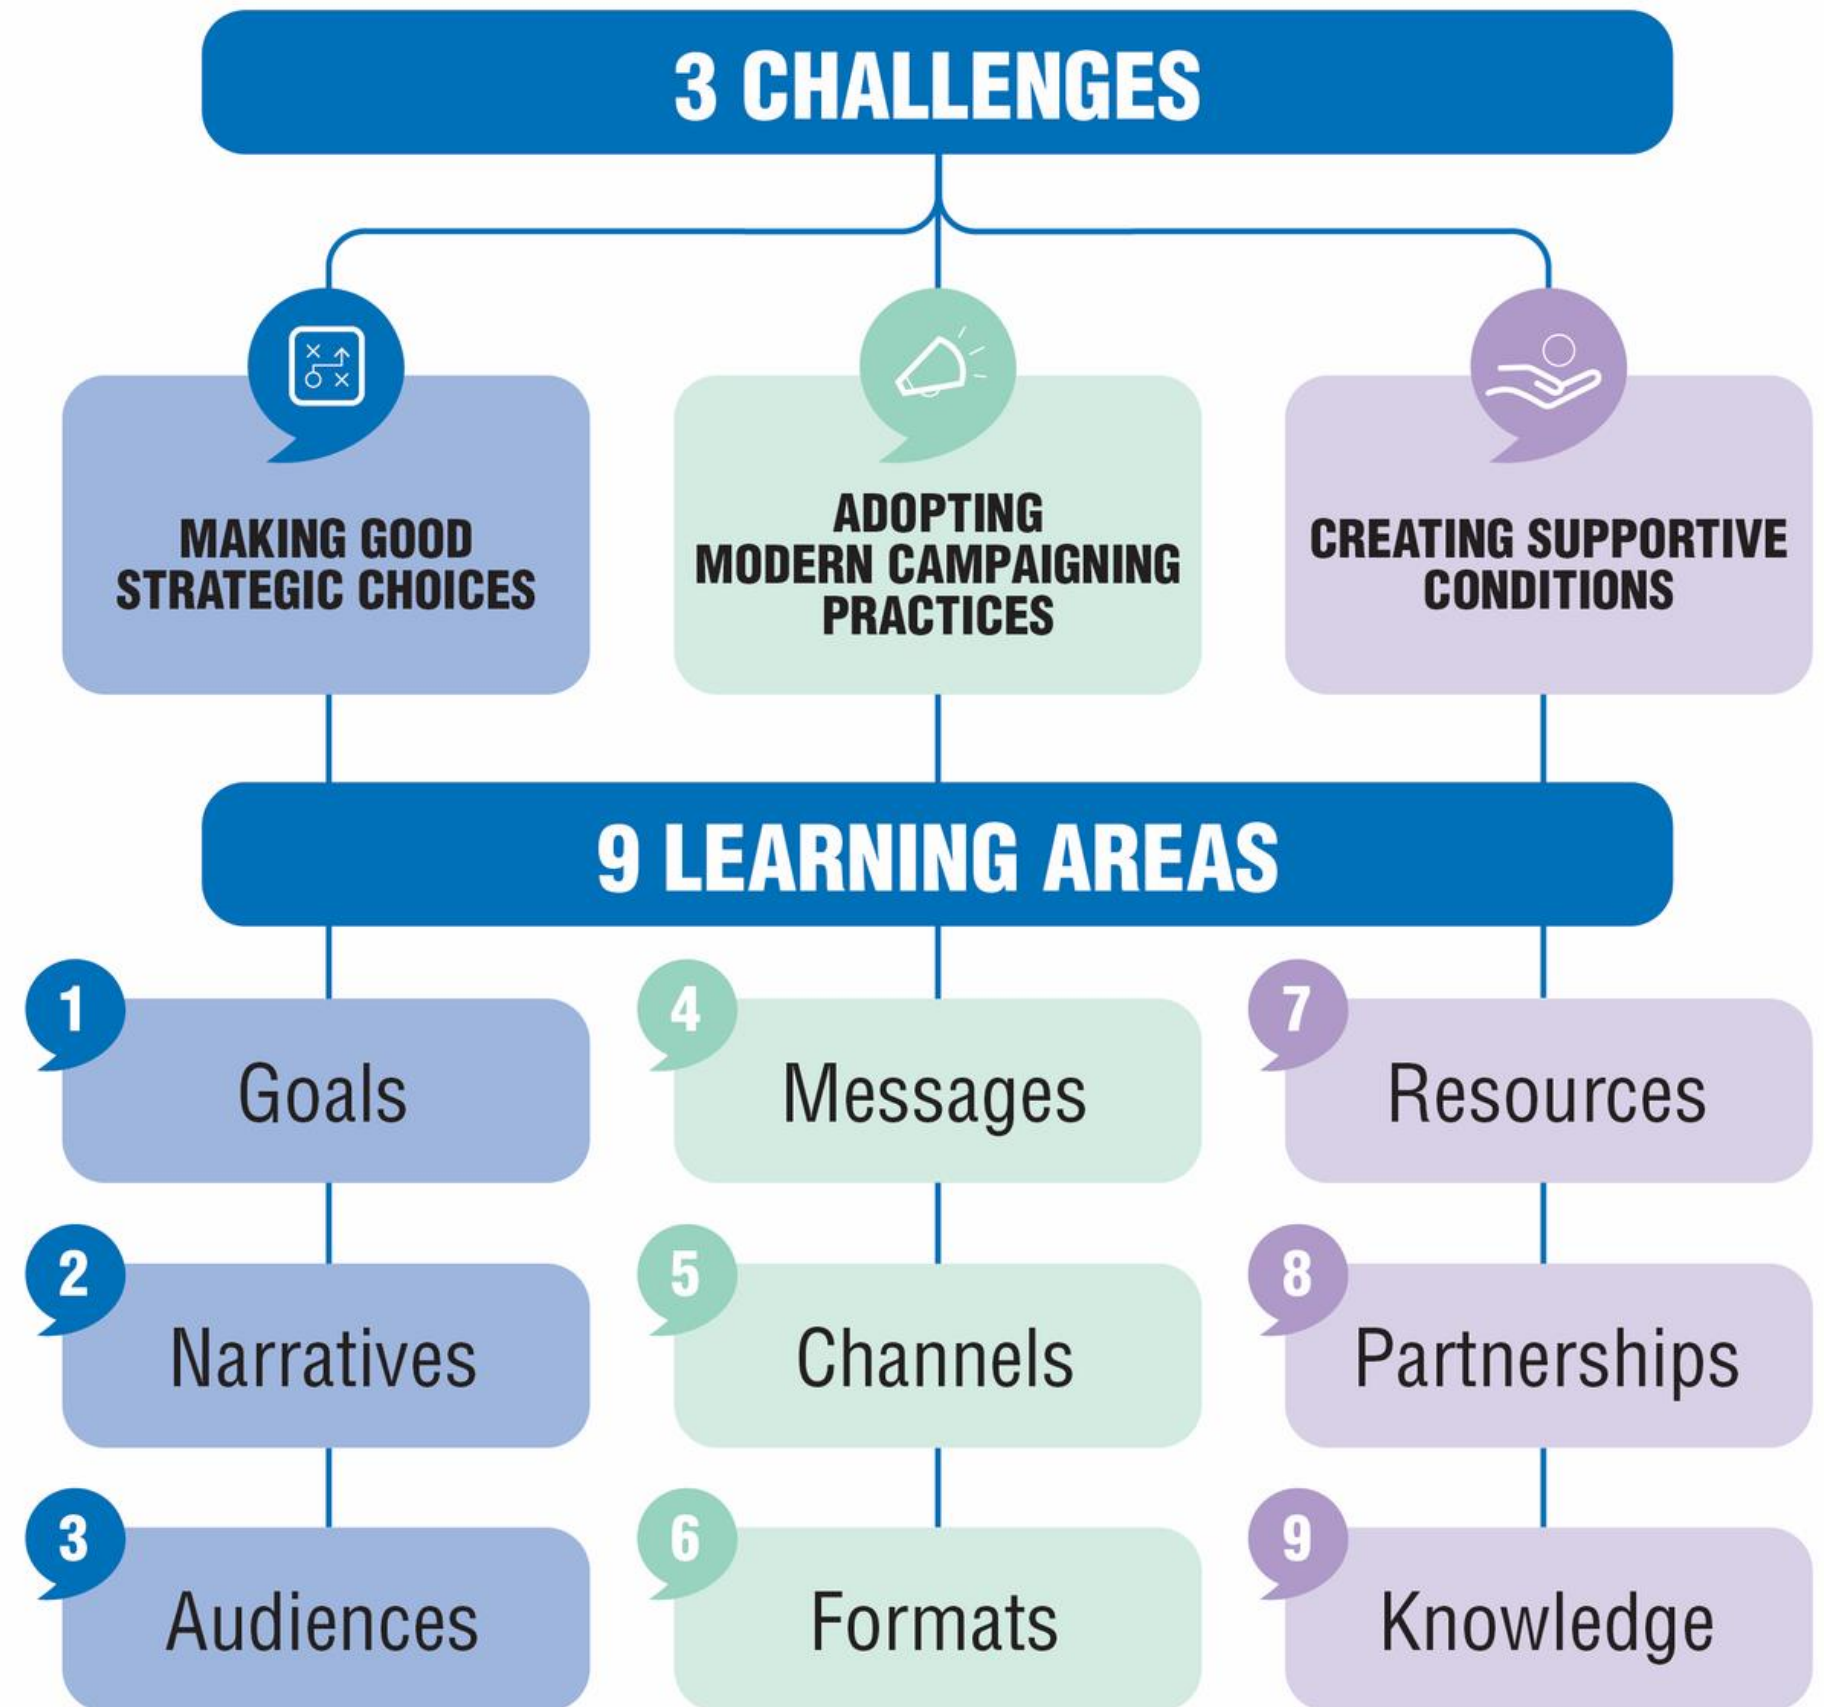 3 CHALLENGES
MAKING GOOD
STRATEGIC CHOICES
ADOPTING
MODERN CAMPAIGNING
PRACTICES
CREATING SUPPORTIVE
CONDITIONS
9 LEARNING AREAS
1
Goals
2
Narratives
3
Audiences
4
Messages
5
Channels
6
Formats
7
Resources
8
Partnerships
9
Knowledge